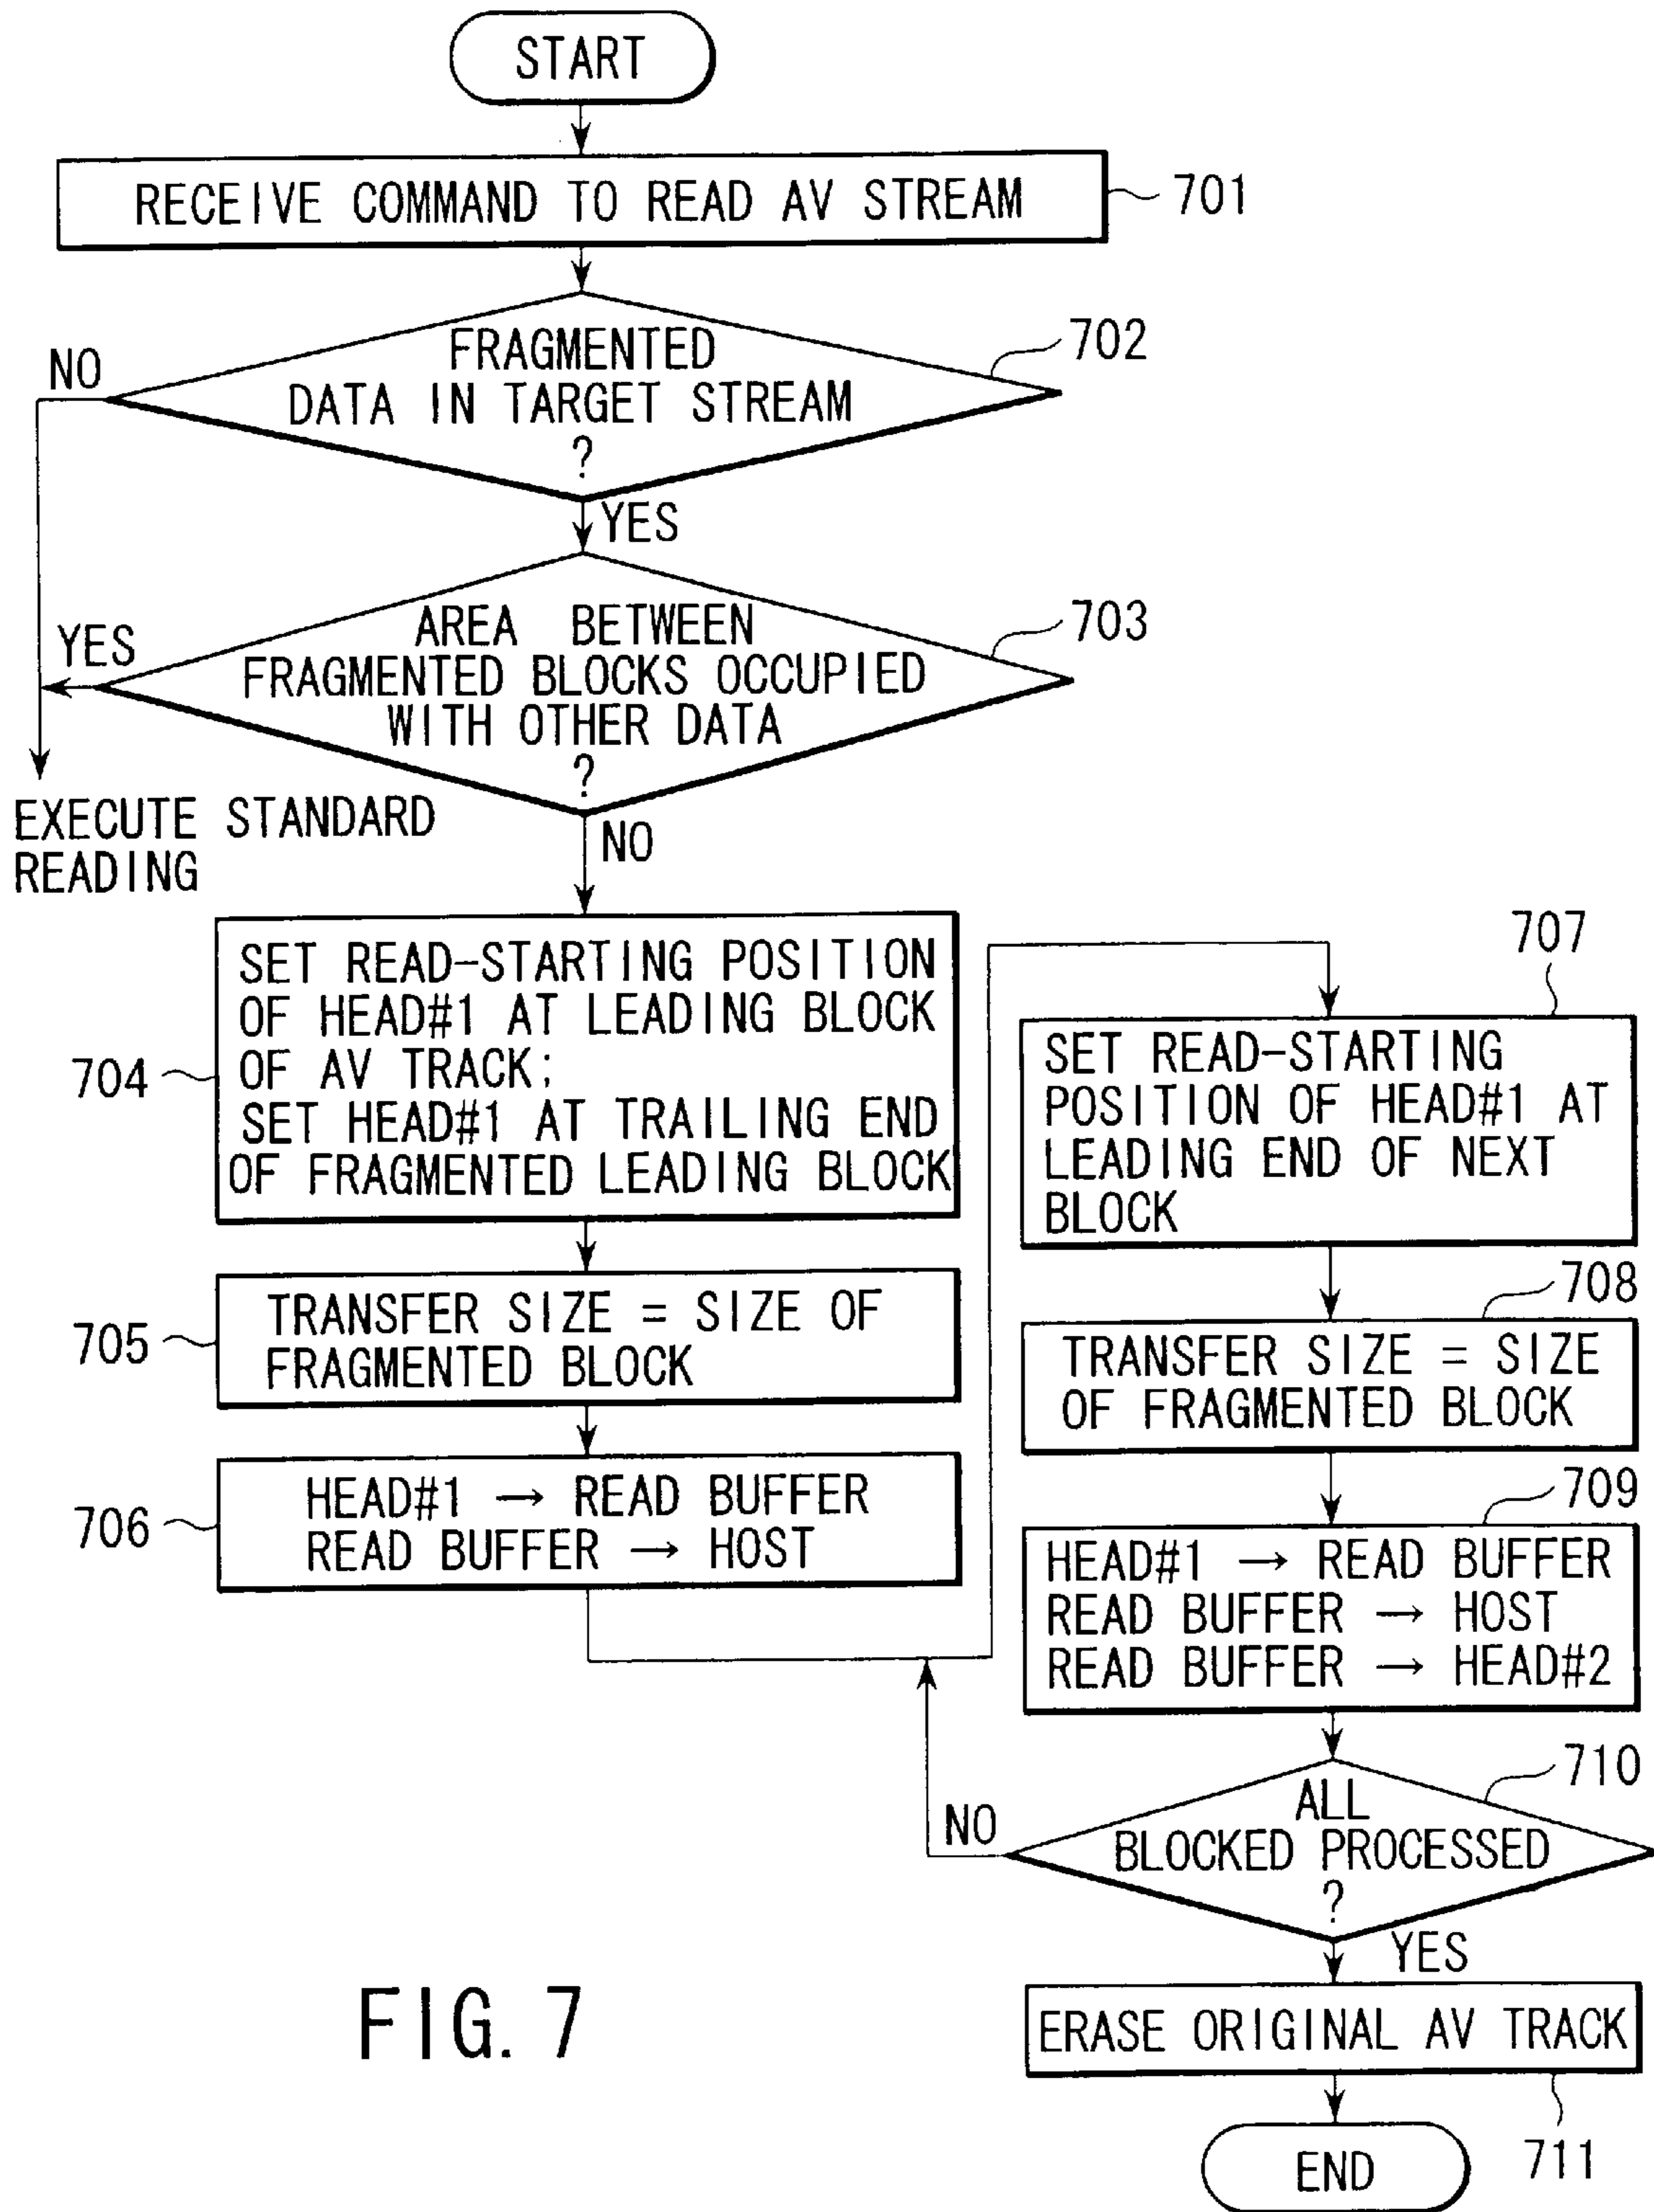 START
RECEIVE COMMAND TO READ AV STREAM
701
FRAGMENTED
DATA IN TARGET STREAM
?
702
NO
YES
AREA BETWEEN
FRAGMENTED BLOCKS OCCUPIED
WITH OTHER DATA
?
703
YES
EXECUTE STANDARD
READING
NO
SET READ-STARTING POSITION
OF HEAD#1 AT LEADING BLOCK
OF AV TRACK;
SET HEAD#1 AT TRAILING END
OF FRAGMENTED LEADING BLOCK
704
TRANSFER SIZE = SIZE OF
FRAGMENTED BLOCK
705
HEAD#1 → READ BUFFER
READ BUFFER → HOST
706
707
SET READ-STARTING
POSITION OF HEAD#1 AT
LEADING END OF NEXT
BLOCK
708
TRANSFER SIZE = SIZE
OF FRAGMENTED BLOCK
709
HEAD#1 → READ BUFFER
READ BUFFER → HOST
READ BUFFER → HEAD#2
710
ALL
BLOCKED PROCESSED
?
NO
YES
ERASE ORIGINAL AV TRACK
711
END
FIG. 7